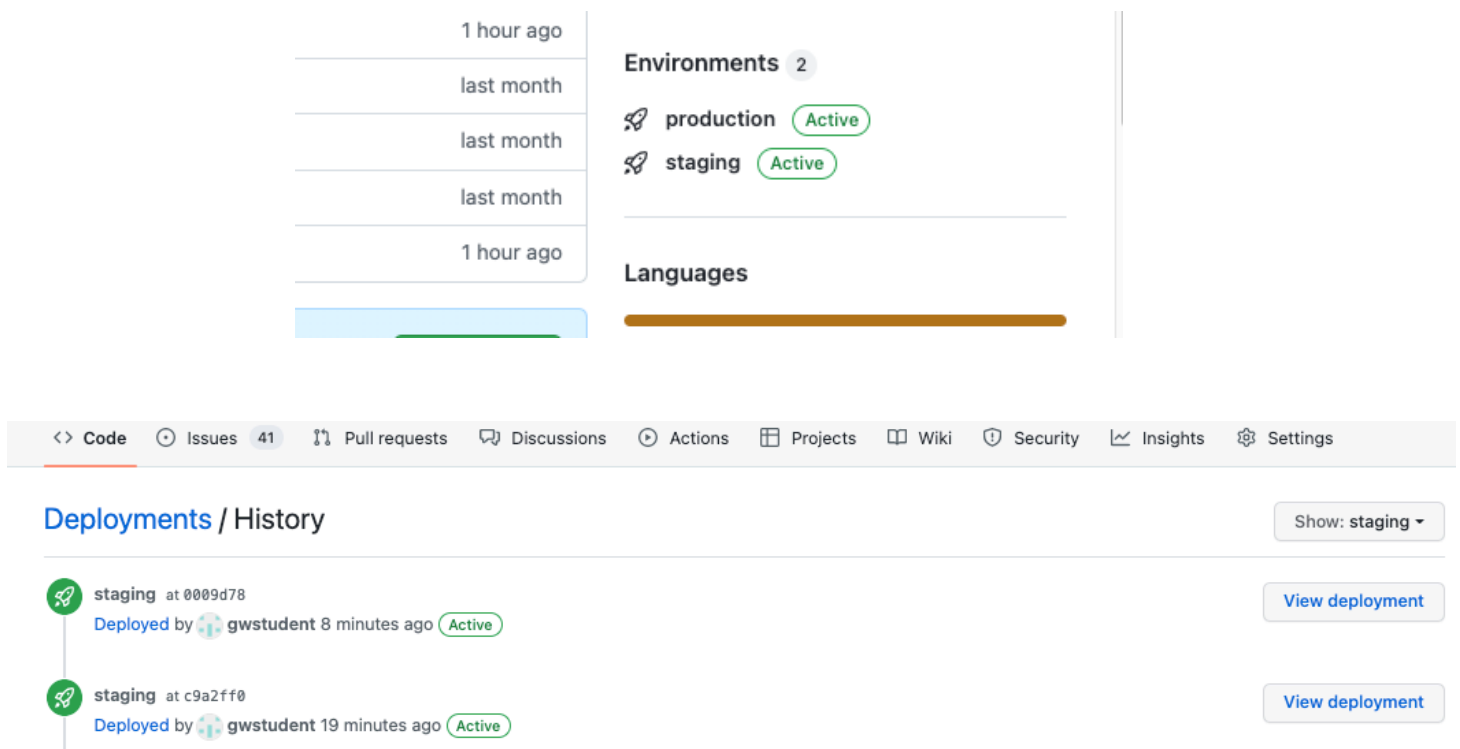 1 hour ago
last month
last month
last month
1 hour ago
Environments 2
production Active
staging Active
Languages
Code Issues 41 Pull requests Discussions Actions Projects Wiki Security Insights Settings
Deployments / History
Show: staging
staging at 0009d78
Deployed by gwstudent 8 minutes ago Active
View deployment
staging at c9a2ff0
Deployed by gwstudent 19 minutes ago Active
View deployment